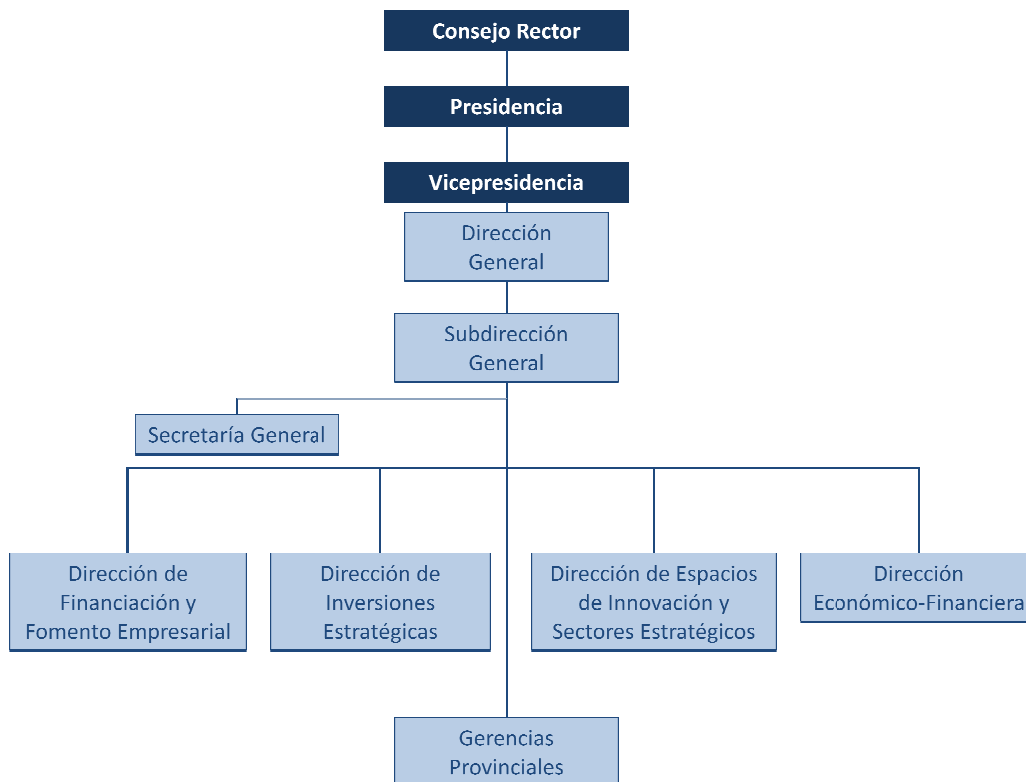 Consejo Rector
Presidencia
Vicepresidencia
Dirección
General
Subdirección
General
Secretaría General
Dirección de
Financiación y
Fomento Empresarial
Dirección de
Inversiones
Estratégicas
Dirección de Espacios
de Innovación y
Sectores Estratégicos
Dirección
Económico-Financiera
Gerencias
Provinciales